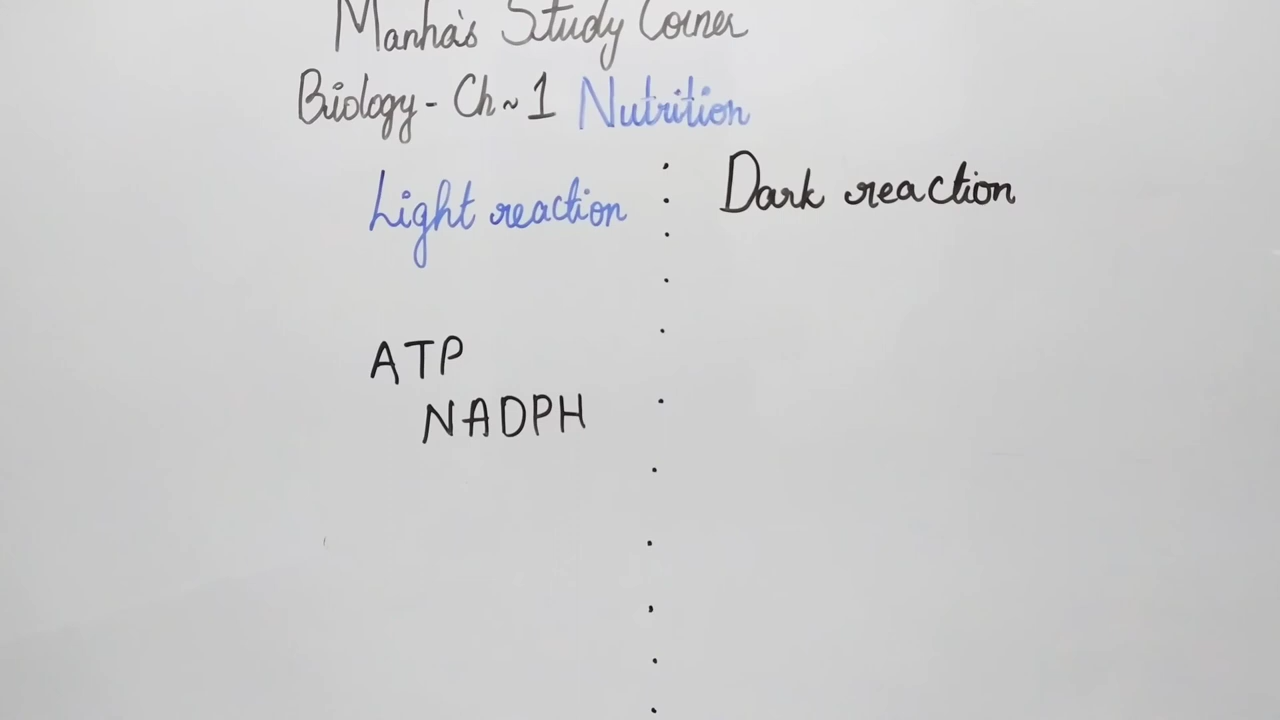 Manha's Study Corner
Biology - Ch ~ 1 Nutrition
Light reaction
Dark reaction
ATP
NADPH